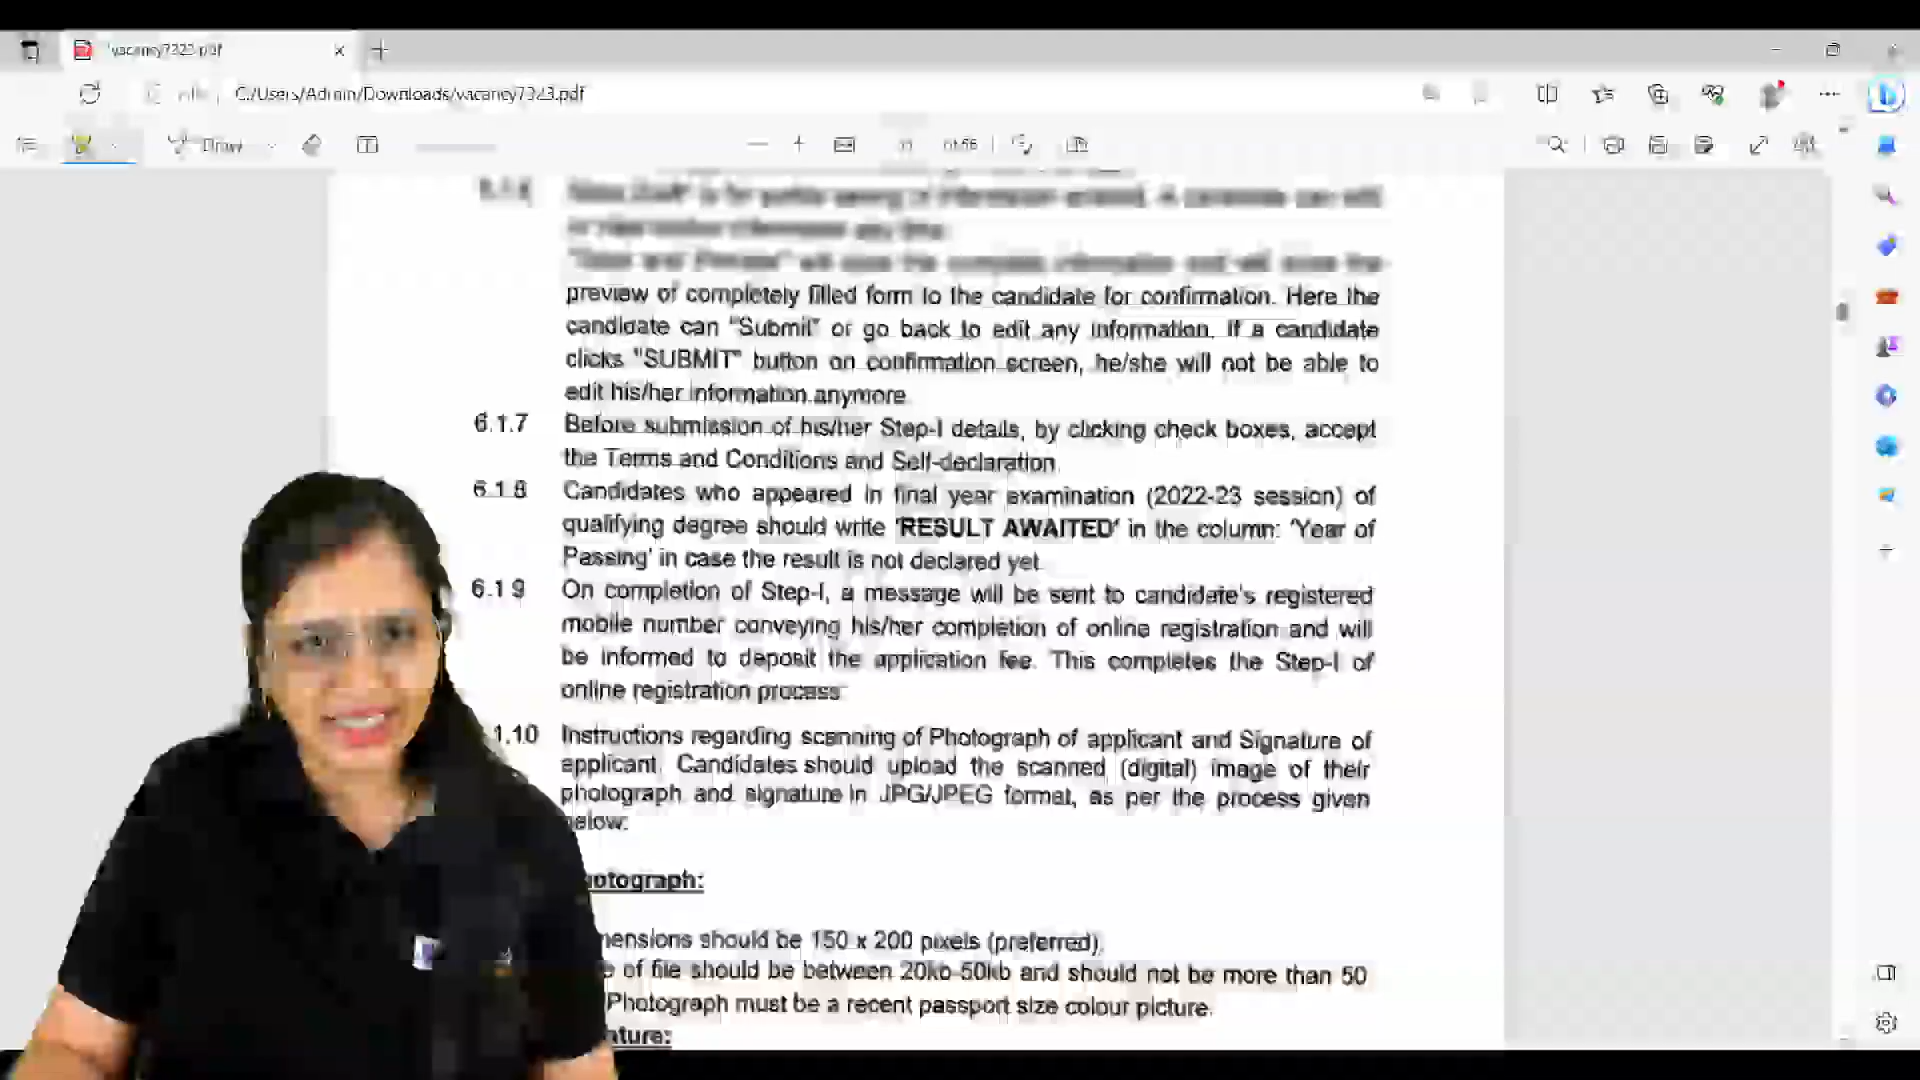 vacancy7323.pdf
C:/Users/Admin/Downloads/vacancy7323.pdf
Draw
of 56
preview of completely filled form to the candidate for confirmation. Here the
candidate can "Submit" or go back to edit any information. If a candidate
clicks "SUBMIT" button on confirmation screen, he/she will not be able to
edit his/her information anymore
6.1.7 Before submission of his/her Step-I details, by clicking check boxes, accept
the Terms and Conditions and Self-declaration
6.1.8 Candidates who appeared in final year examination (2022-23 session) of
qualifying degree should write 'RESULT AWAITED' in the column: 'Year of
Passing' in case the result is not declared yet.
6.1.9 On completion of Step-I, a message will be sent to candidate's registered
mobile number conveying his/her completion of online registration and will
be informed to deposit the application fee. This completes the Step-I of
online registration process
.1.10 Instructions regarding scanning of Photograph of applicant and Signature of
applicant. Candidates should upload the scanned (digital) image of their
photograph and signature in JPG/JPEG format, as per the process given
elow:
otograph:
mensions should be 150 x 200 pixels (preferred).
e of file should be between 20kb-50kb and should not be more than 50
Photograph must be a recent passport size colour picture.
ature: